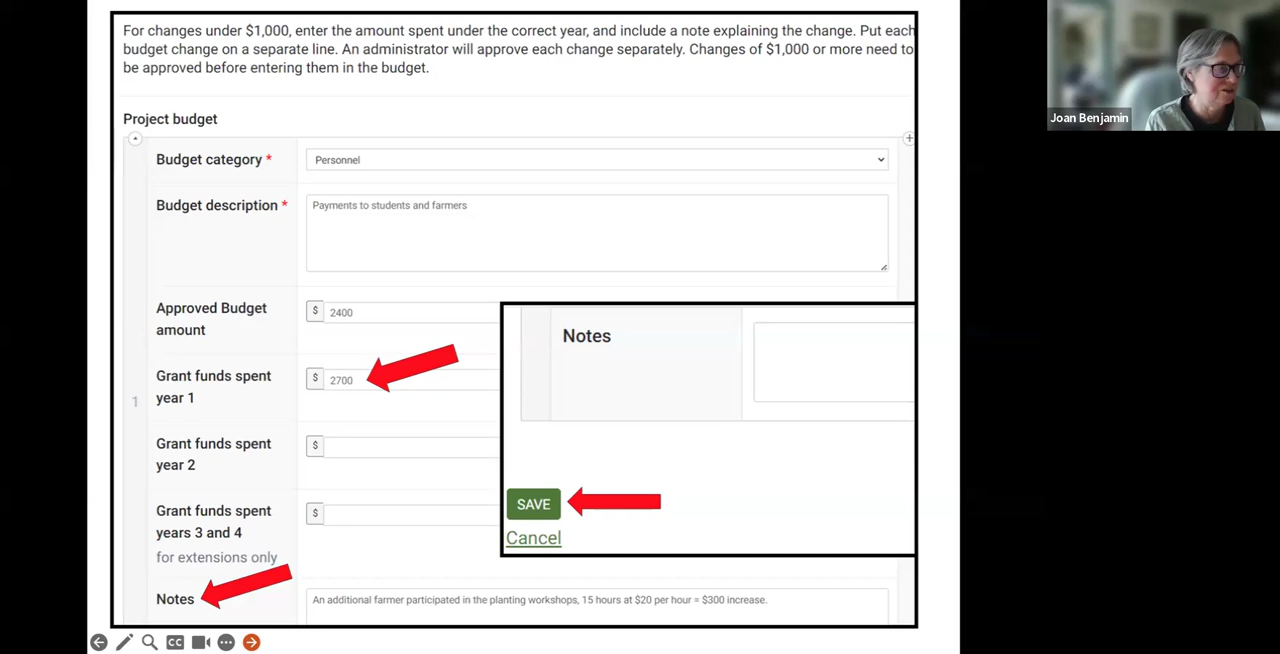 For changes under $1,000, enter the amount spent under the correct year, and include a note explaining the change. Put each
budget change on a separate line. An administrator will approve each change separately. Changes of $1,000 or more need to
be approved before entering them in the budget.
Project budget
Budget category *
Personnel
Budget description *
Payments to students and farmers
Approved Budget
amount
$ 2400
Grant funds spent
year 1
$ 2700
1
Grant funds spent
year 2
$
Grant funds spent
years 3 and 4
for extensions only
$
Notes
An additional farmer participated in the planting workshops, 15 hours at $20 per hour = $300 increase.
Notes
SAVE
Cancel
CC
Joan Benjamin